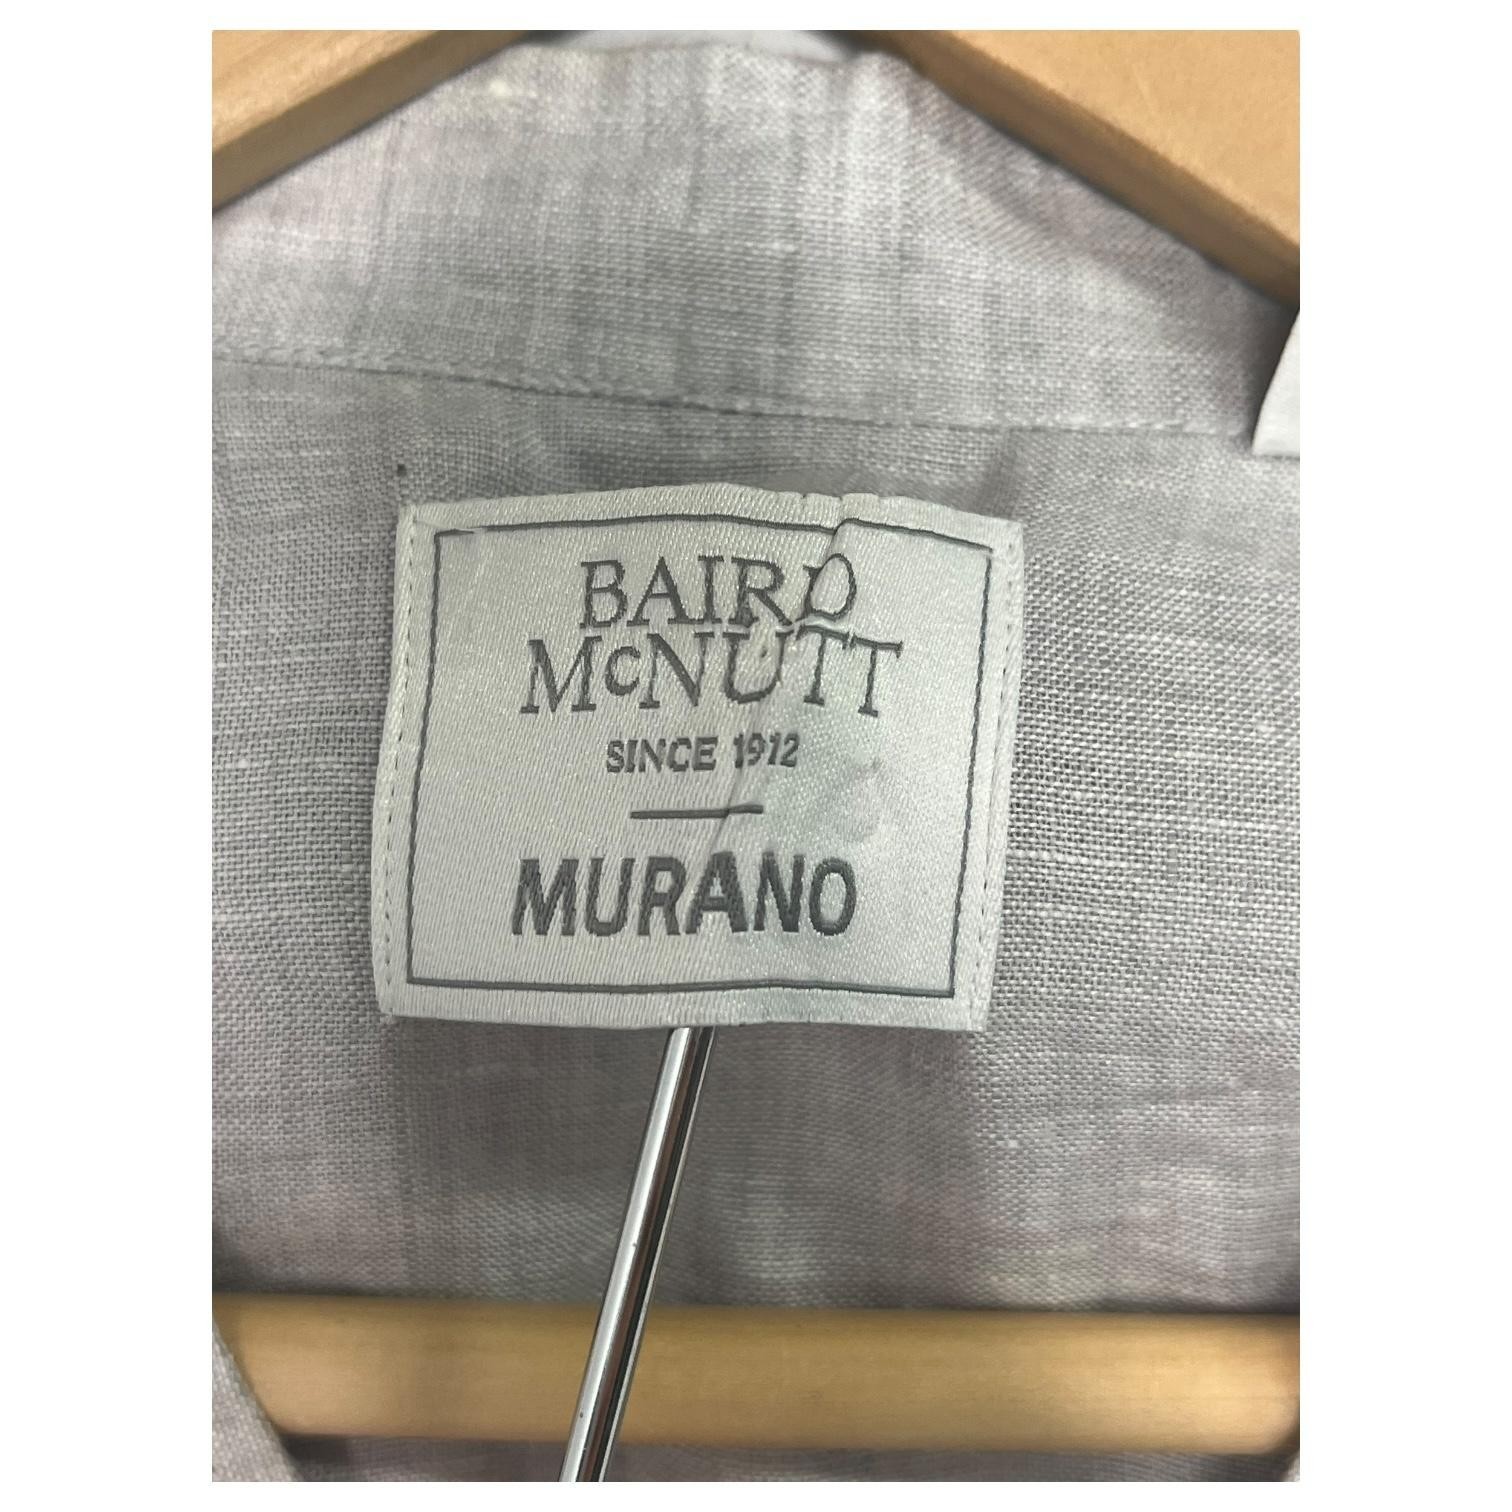 BAIRD
McNUTT
SINCE 1912
MURANO